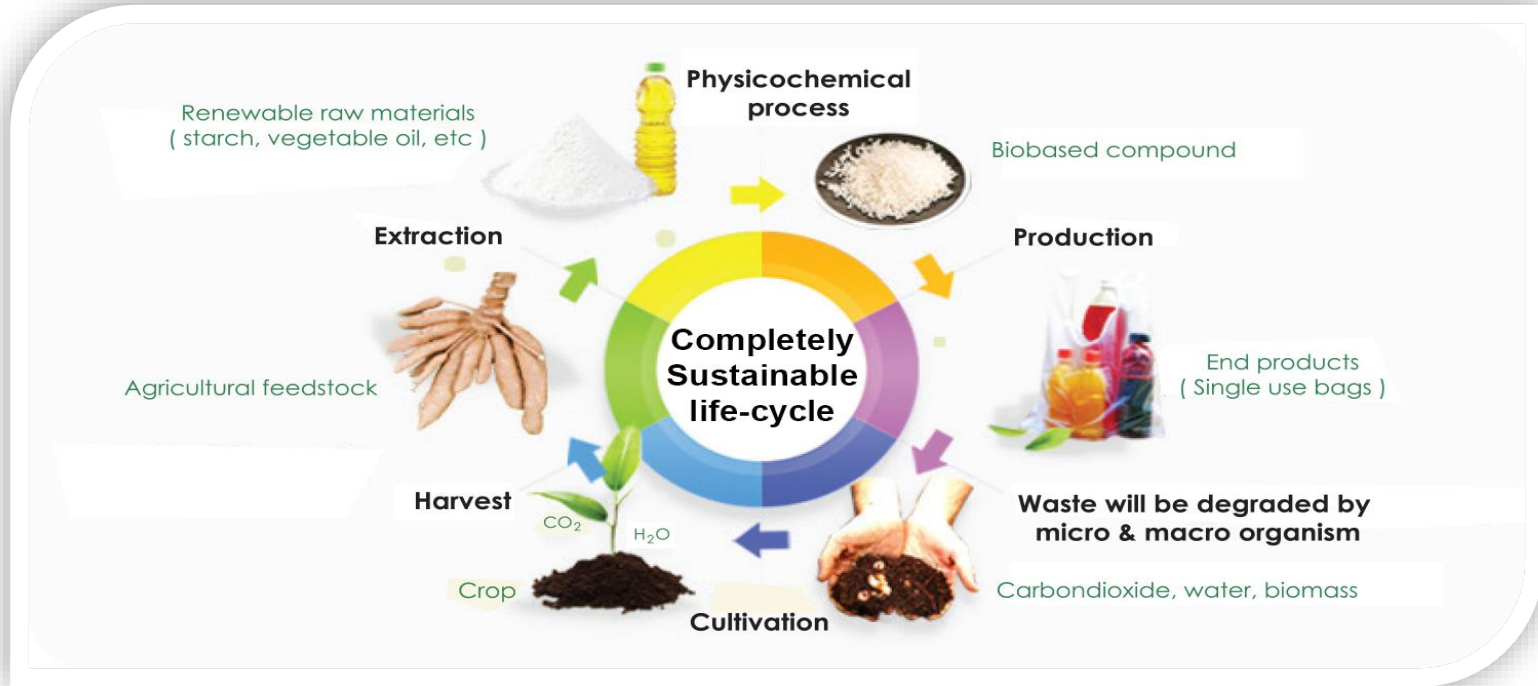 Physicochemical
process
Renewable raw materials
( starch, vegetable oil, etc )
Biobased compound
Extraction
Production
Completely
Sustainable
life-cycle
End products
( Single use bags )
Agricultural feedstock
Harvest
Waste will be degraded by
micro & macro organism
CO₂
H₂O
Crop
Carbondioxide, water, biomass
Cultivation